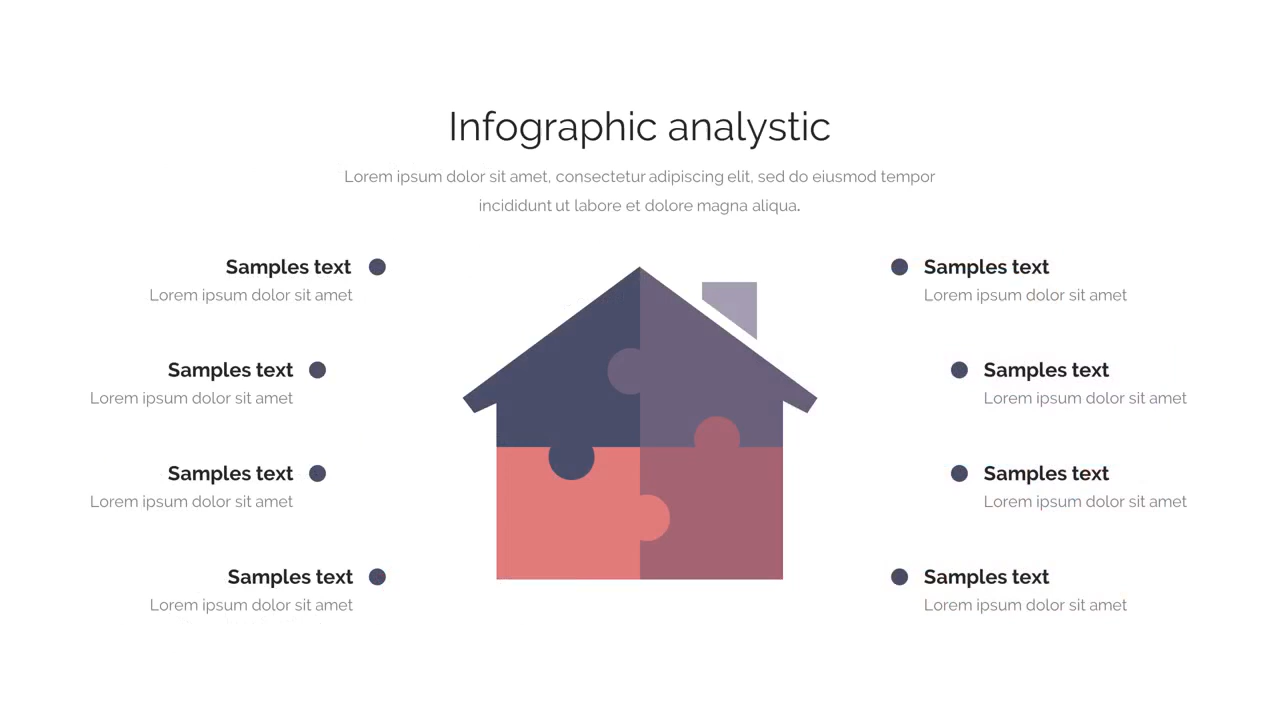 Infographic analystic
Lorem ipsum dolor sit amet, consectetur adipiscing elit, sed do eiusmod tempor
incididunt ut labore et dolore magna aliqua.
Samples text
Lorem ipsum dolor sit amet
Samples text
Lorem ipsum dolor sit amet
Samples text
Lorem ipsum dolor sit amet
Samples text
Lorem ipsum dolor sit amet
Samples text
Lorem ipsum dolor sit amet
Samples text
Lorem ipsum dolor sit amet
Samples text
Lorem ipsum dolor sit amet
Samples text
Lorem ipsum dolor sit amet